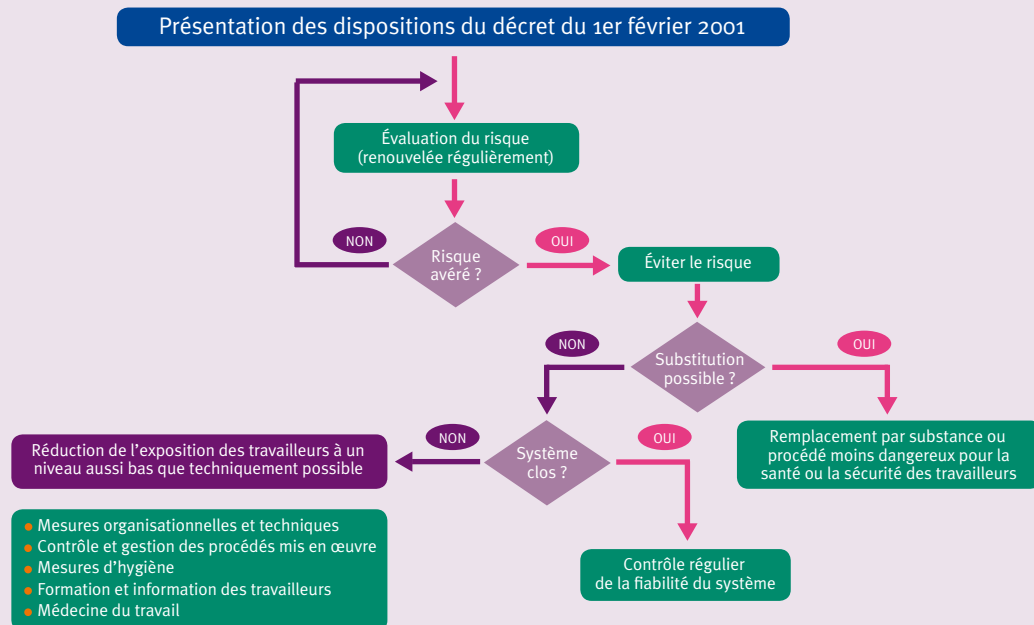 Présentation des dispositions du décret du 1er février 2001
Évaluation du risque
(renouvelée régulièrement)
NON
OUI
Risque
avéré ?
Éviter le risque
NON
OUI
Substitution
possible ?
NON
OUI
Réduction de l’exposition des travailleurs à un
niveau aussi bas que techniquement possible
Système
clos ?
Remplacement par substance ou
procédé moins dangereux pour la
santé ou la sécurité des travailleurs
● Mesures organisationnelles et techniques
● Contrôle et gestion des procédés mis en œuvre
● Mesures d’hygiène
● Formation et information des travailleurs
● Médecine du travail
Contrôle régulier
de la fiabilité du système